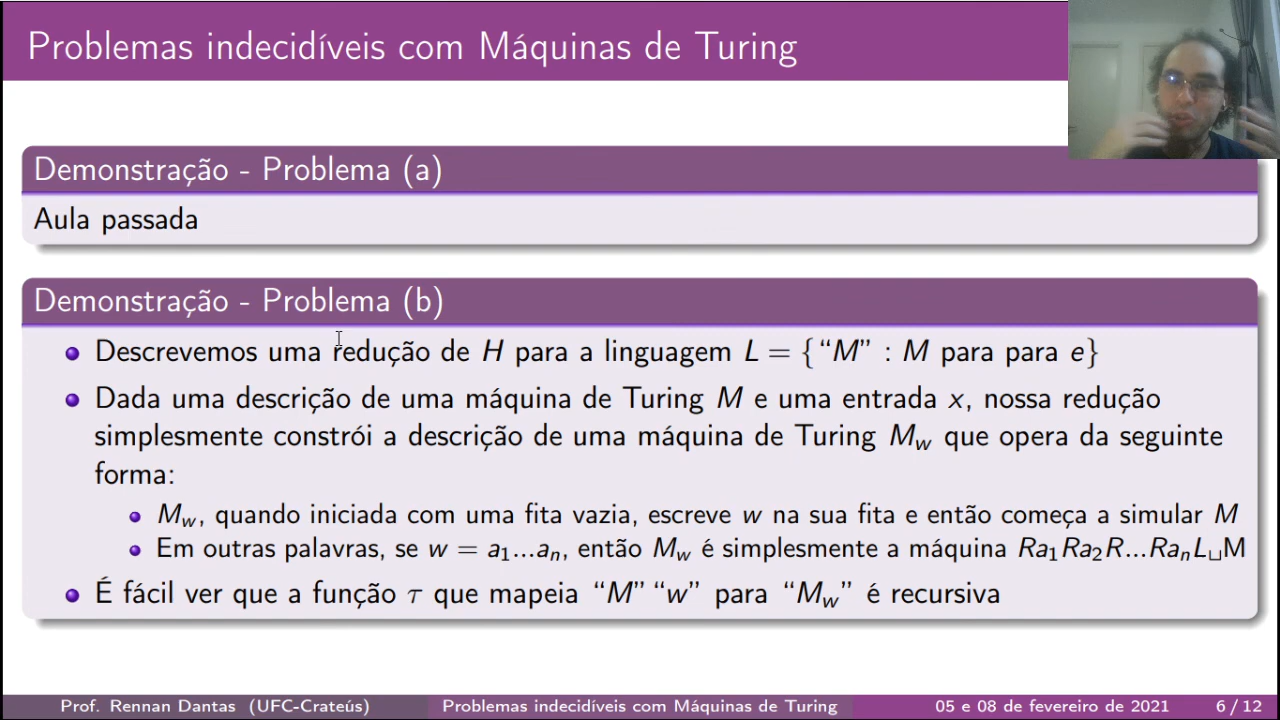 Problemas indecidíveis com Máquinas de Turing
Demonstração - Problema (a)
Aula passada
Demonstração - Problema (b)
Descrevemos uma redução de H para a linguagem L = {“M” : M para para e}
Dada uma descrição de uma máquina de Turing M e uma entrada x, nossa redução
simplesmente constrói a descrição de uma máquina de Turing M_w que opera da seguinte
forma:
M_w, quando iniciada com uma fita vazia, escreve w na sua fita e então começa a simular M
Em outras palavras, se w = a₁...aₙ, então M_w é simplesmente a máquina Ra₁Ra₂R...RaₙL␣M
É fácil ver que a função τ que mapeia “M” “w” para “M_w” é recursiva
Prof. Rennan Dantas (UFC-Crateús)
Problemas indecidíveis com Máquinas de Turing
05 e 08 de fevereiro de 2021
6 / 12